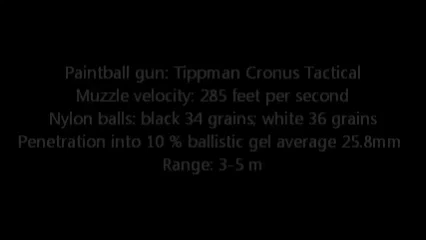 Paintball gun: Tippman Cronus Tactical
Muzzle velocity: 285 feet per second
Nylon balls: black 34 grains; white 36 grains
Penetration into 10 % ballistic gel average 25.8mm
Range: 3-5 m